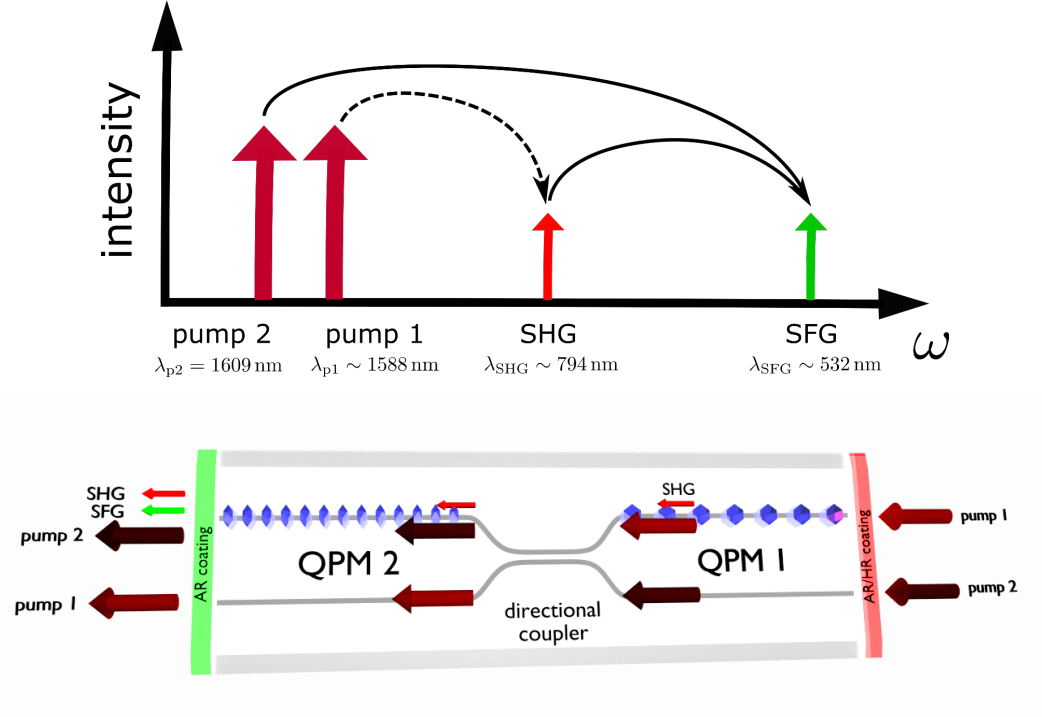 intensity
pump 2
pump 1
SHG
SFG
ω
λp2 = 1609 nm
λp1 ∼ 1588 nm
λSHG ∼ 794 nm
λSFG ∼ 532 nm
SHG
SFG
pump 2
pump 1
AR coating
QPM 2
directional
coupler
SHG
QPM 1
AR/HR coating
pump 1
pump 2